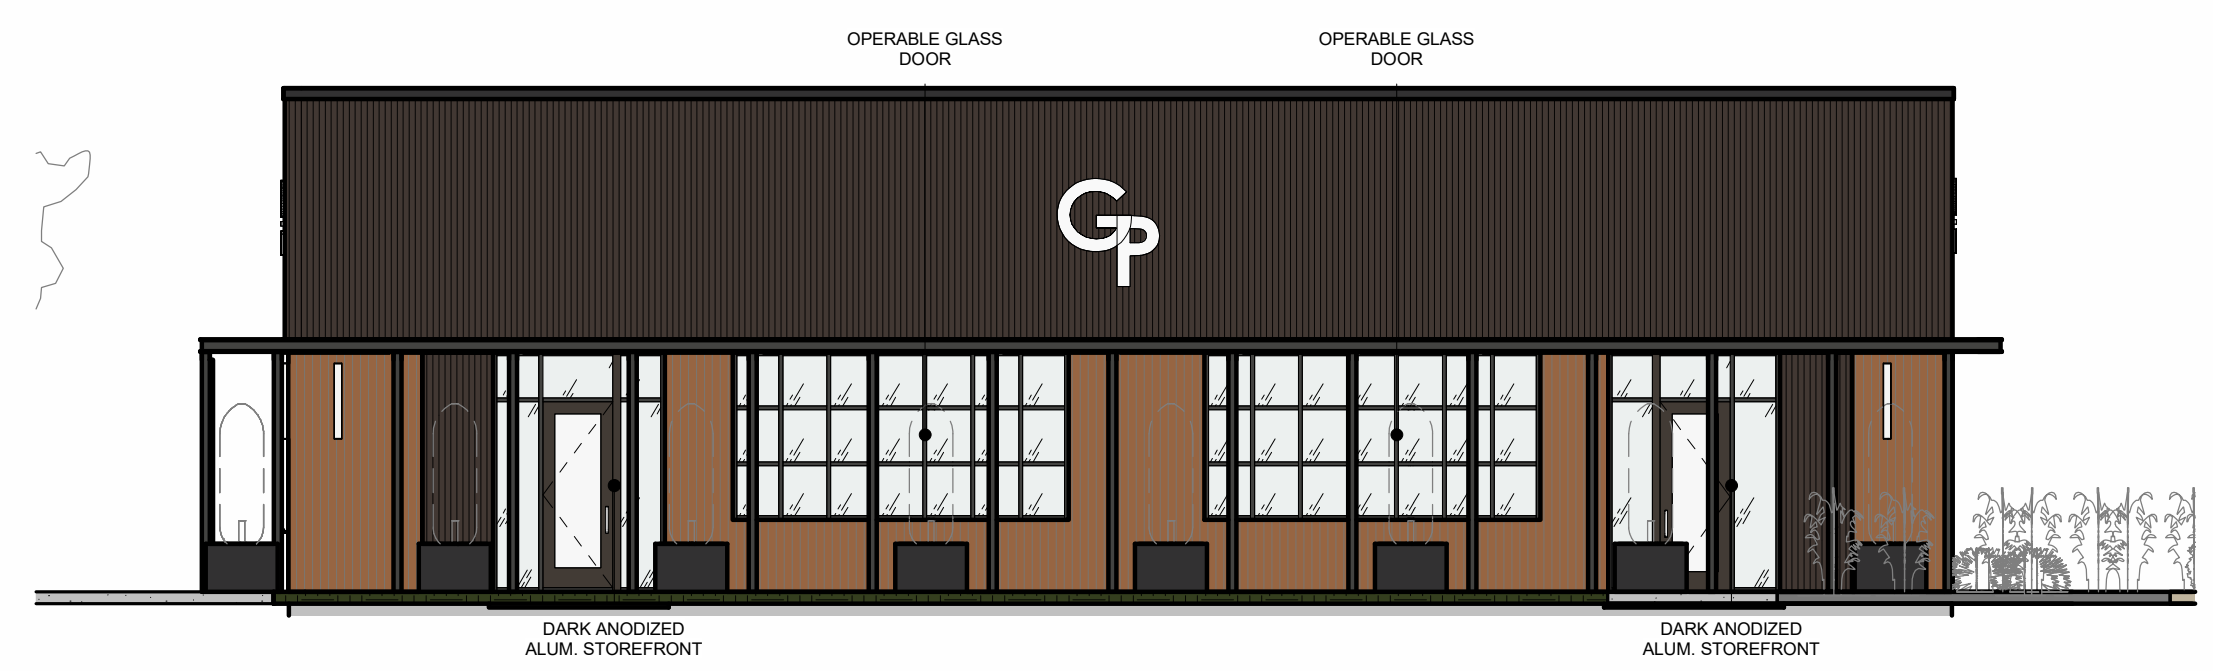 OPERABLE GLASS
DOOR
OPERABLE GLASS
DOOR
GP
DARK ANODIZED
ALUM. STOREFRONT
DARK ANODIZED
ALUM. STOREFRONT